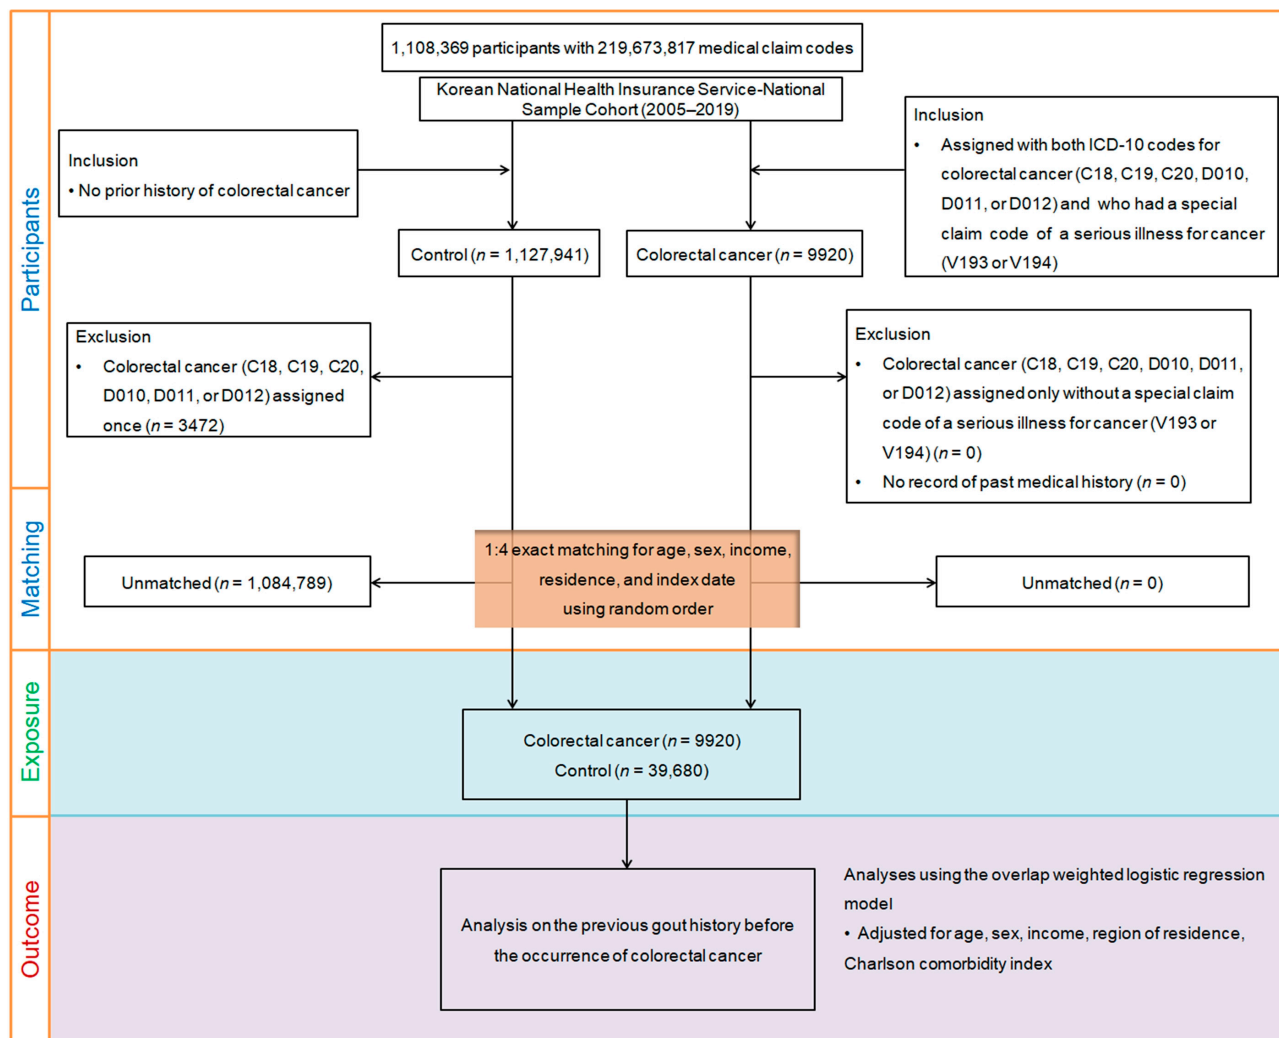 1,108,369 participants with 219,673,817 medical claim codes
Korean National Health Insurance Service-National
Sample Cohort (2005–2019)
Inclusion
• No prior history of colorectal cancer
Inclusion
• Assigned with both ICD-10 codes for
colorectal cancer (C18, C19, C20, D010,
D011, or D012) and who had a special
claim code of a serious illness for cancer
(V193 or V194)
Participants
Control (n = 1,127,941)
Colorectal cancer (n = 9920)
Exclusion
• Colorectal cancer (C18, C19, C20,
D010, D011, or D012) assigned
once (n = 3472)
Exclusion
• Colorectal cancer (C18, C19, C20, D010, D011,
or D012) assigned only without a special claim
code of a serious illness for cancer (V193 or
V194) (n = 0)
• No record of past medical history (n = 0)
Matching
Unmatched (n = 1,084,789)
1:4 exact matching for age, sex, income,
residence, and index date
using random order
Unmatched (n = 0)
Exposure
Colorectal cancer (n = 9920)
Control (n = 39,680)
Outcome
Analysis on the previous gout history before
the occurrence of colorectal cancer
Analyses using the overlap weighted logistic regression
model
• Adjusted for age, sex, income, region of residence,
Charlson comorbidity index